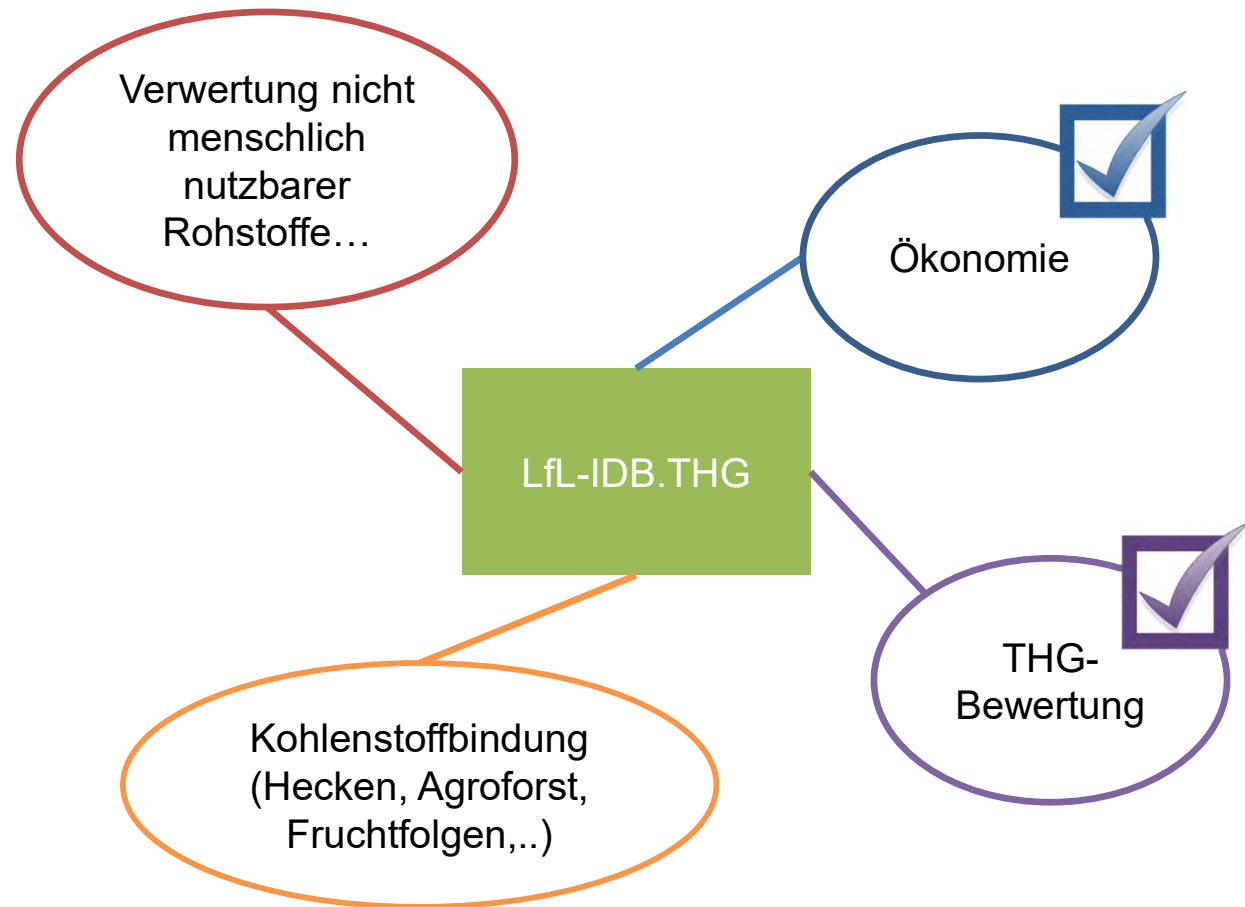 Verwertung nicht
menschlich
nutzbarer
Rohstoffe…
Ökonomie
LfL-IDB.THG
THG-
Bewertung
Kohlenstoffbindung
(Hecken, Agroforst,
Fruchtfolgen,..)